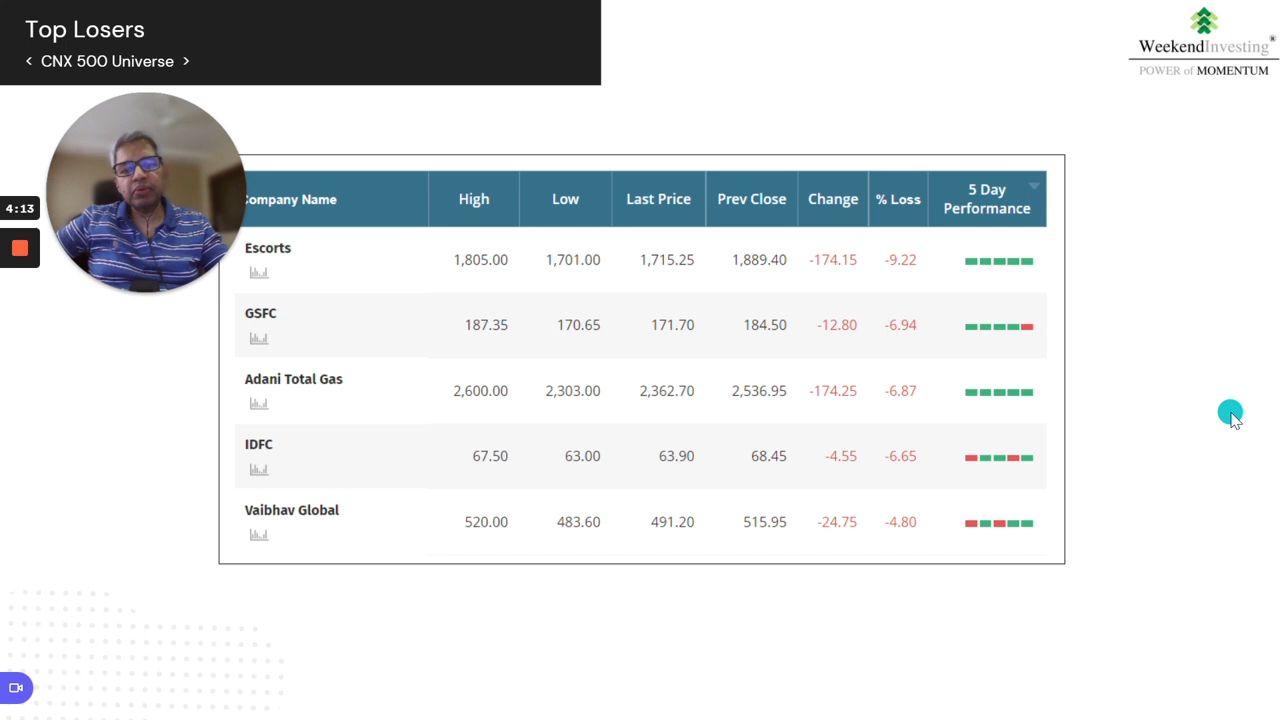 Top Losers
< CNX 500 Universe >
WeekendInvesting®
POWER of MOMENTUM
4:13
Company Name High Low Last Price Prev Close Change % Loss 5 Day Performance
Escorts 1,805.00 1,701.00 1,715.25 1,889.40 -174.15 -9.22
GSFC 187.35 170.65 171.70 184.50 -12.80 -6.94
Adani Total Gas 2,600.00 2,303.00 2,362.70 2,536.95 -174.25 -6.87
IDFC 67.50 63.00 63.90 68.45 -4.55 -6.65
Vaibhav Global 520.00 483.60 491.20 515.95 -24.75 -4.80